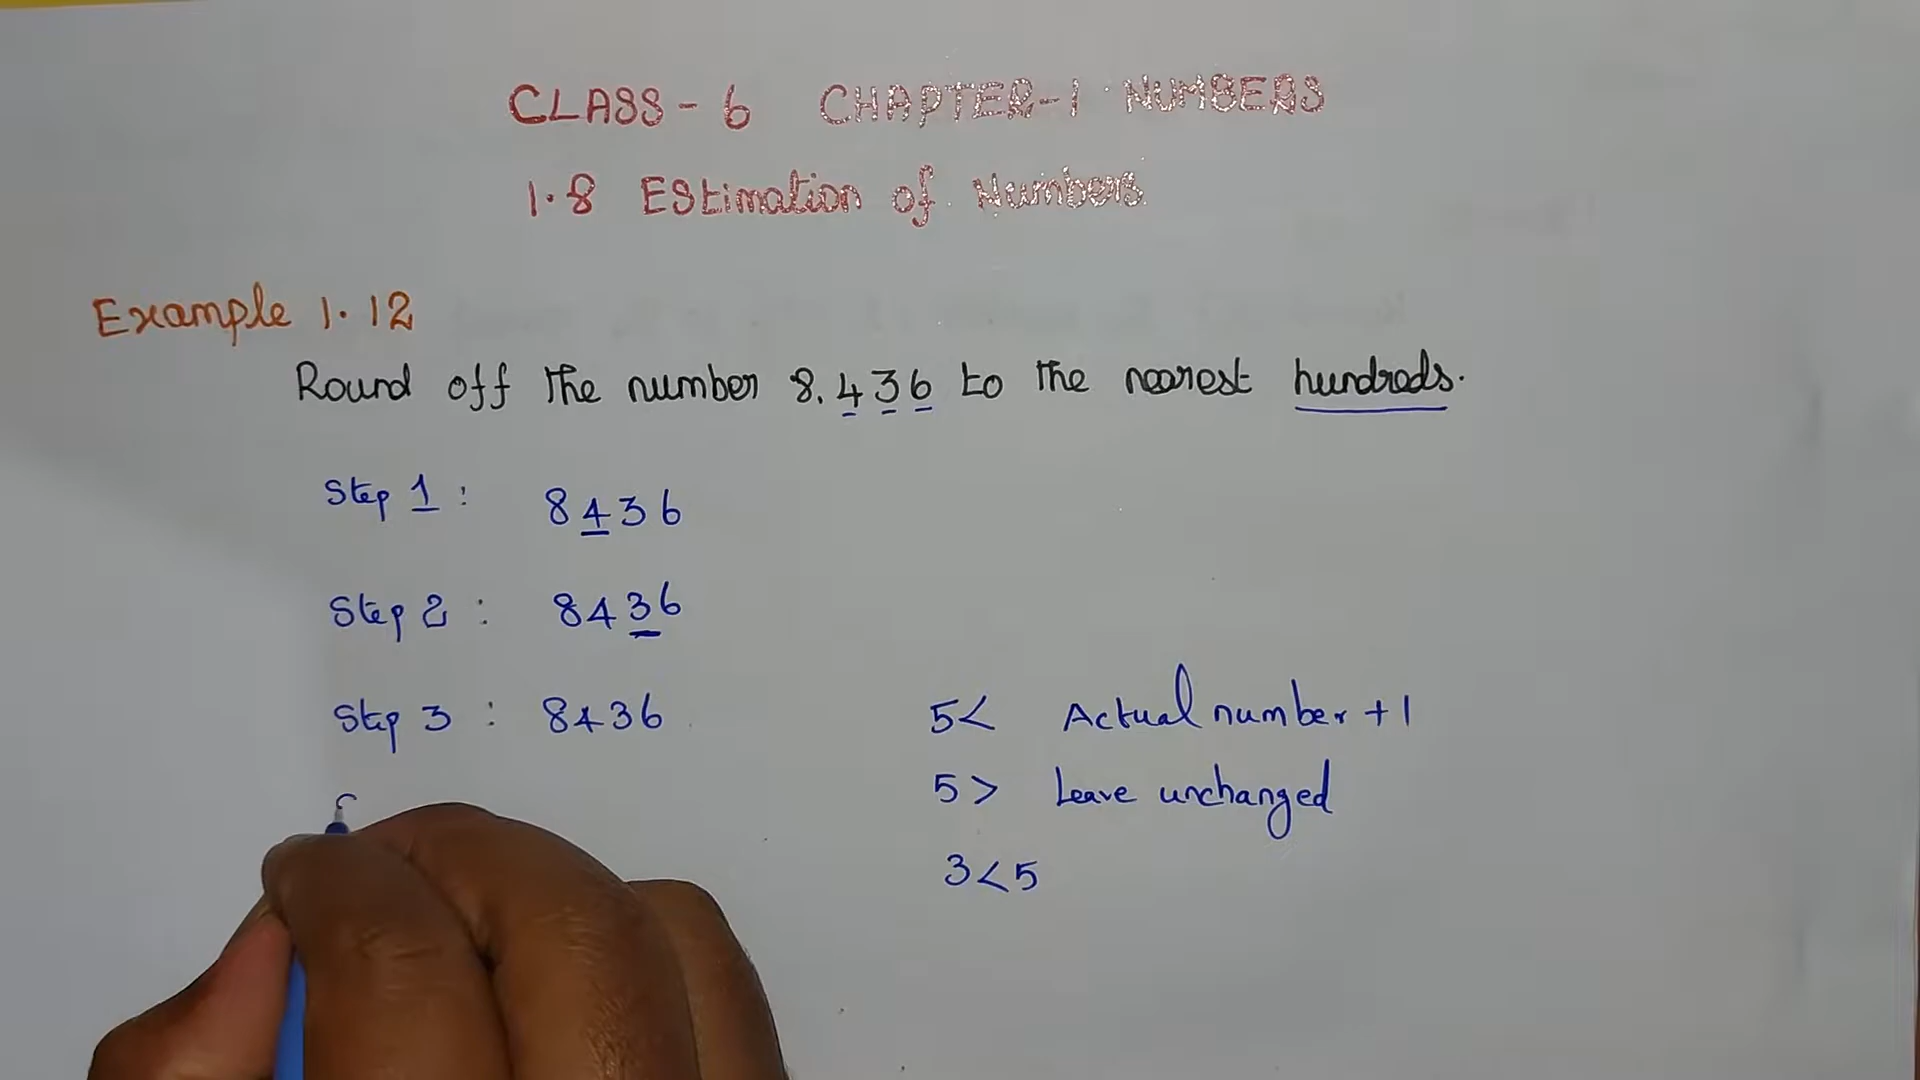 CLASS - 6 CHAPTER-1 NUMBERS
1.8 Estimation of Numbers
Example 1.12
Round off the number 8,436 to the nearest hundreds.
Step 1 : 8436
Step 2 : 8436
Step 3 : 8436
5< Actual number +1
5> Leave unchanged
3<5